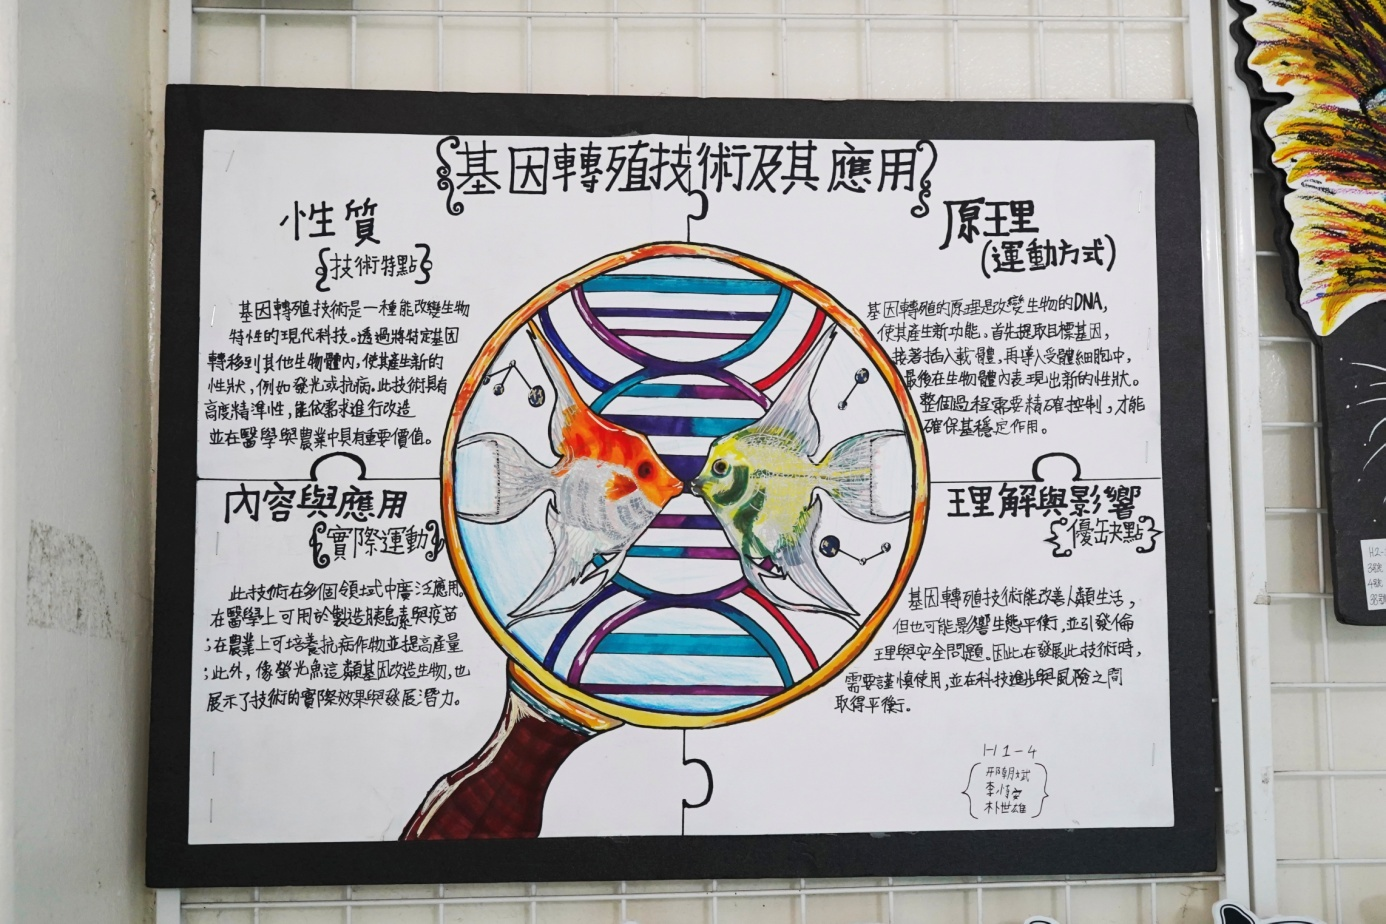 基因轉殖技術及其應用
性質
{技術特點}
基因轉殖技術是一種能改變生物
特性的現代科技。透過將特定基因
轉移到其他生物體內，使其產生新的
性狀，例如發光或抗病。此技術具有
高度精準性，能依需求進行改造
並在醫學與農業中具有重要價值。
原理
(運動方式)
基因轉殖的原理是改變生物的DNA，
使其產生新功能。首先提取目標基因，
接著插入載體，再導入受體細胞中，
最後在生物體內表現出新的性狀。
整個過程需要精確控制，才能
確保基穩定作用。
內容與應用
{實際運動}
此技術在多個領域中廣泛應用。
在醫學上可用於製造胰島素與疫苗
；在農業上可培養抗病作物並提高產量
；此外，像螢光魚這類基因改造生物，也
展示了技術的實際效果與發展潛力。
理解與影響
{優缺點}
基因轉殖技術能改善人類生活，
但也可能影響生態平衡，並引發倫
理與安全問題。因此在發展此技術時，
需要謹慎使用，並在科技進步與風險之間
取得平衡。
H1-4
邢朝斌
李
朴世雄
H2-